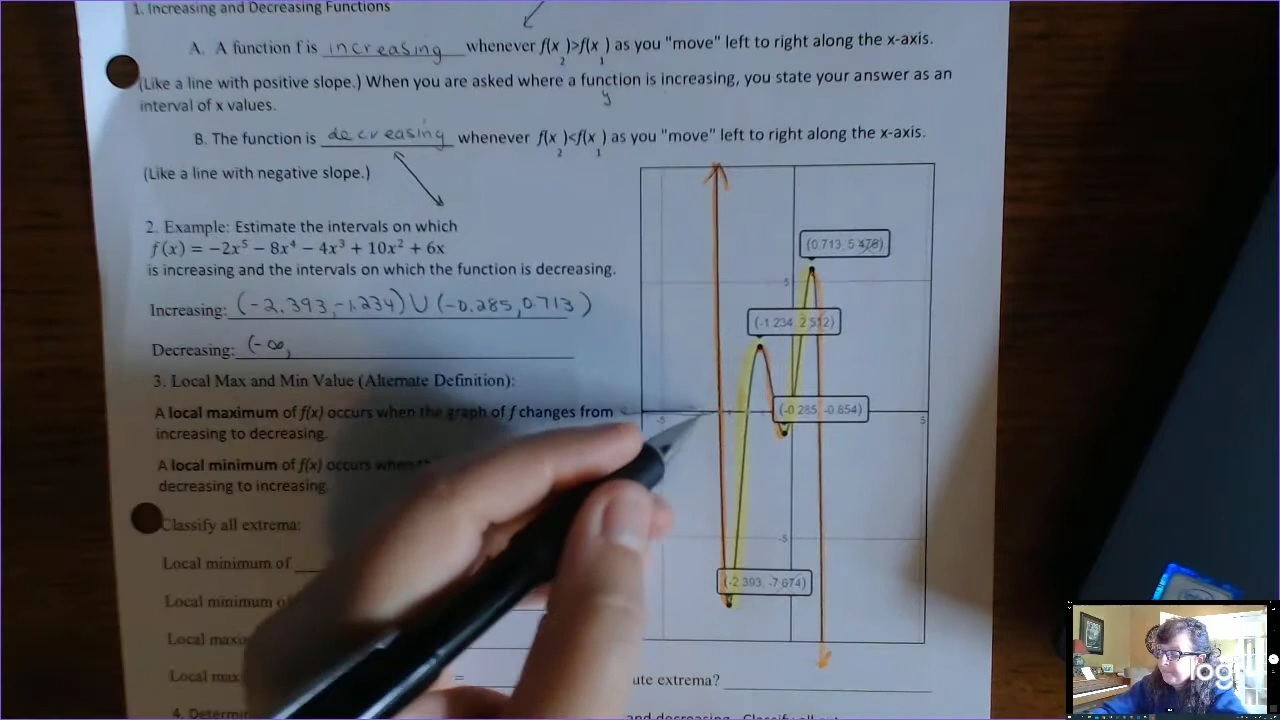 1. Increasing and Decreasing Functions
A. A function f is increasing whenever f(x₂)>f(x₁) as you "move" left to right along the x-axis.
(Like a line with positive slope.) When you are asked where a function is increasing, you state your answer as an
interval of x values.
y
B. The function is decreasing whenever f(x₂)<f(x₁) as you "move" left to right along the x-axis.
(Like a line with negative slope.)
2. Example: Estimate the intervals on which
f(x) = −2x⁵ − 8x⁴ − 4x³ + 10x² + 6x
is increasing and the intervals on which the function is decreasing.
Increasing: (-2.393,-1.234) U (-0.285,0.713)
Decreasing: (-∞,
3. Local Max and Min Value (Alternate Definition):
A local maximum of f(x) occurs when the graph of f changes from
increasing to decreasing.
A local minimum of f(x) occurs when
decreasing to increasing.
Classify all extrema:
Local minimum of
Local minimum
Local
Local
=
ute extrema?
4.
and decreasing. Classify all
(0.713, 5.478)
5
(-1.234, 2.512)
(-0.285, -0.854)
-5
5
-5
(-2.393, -7.674)
logi